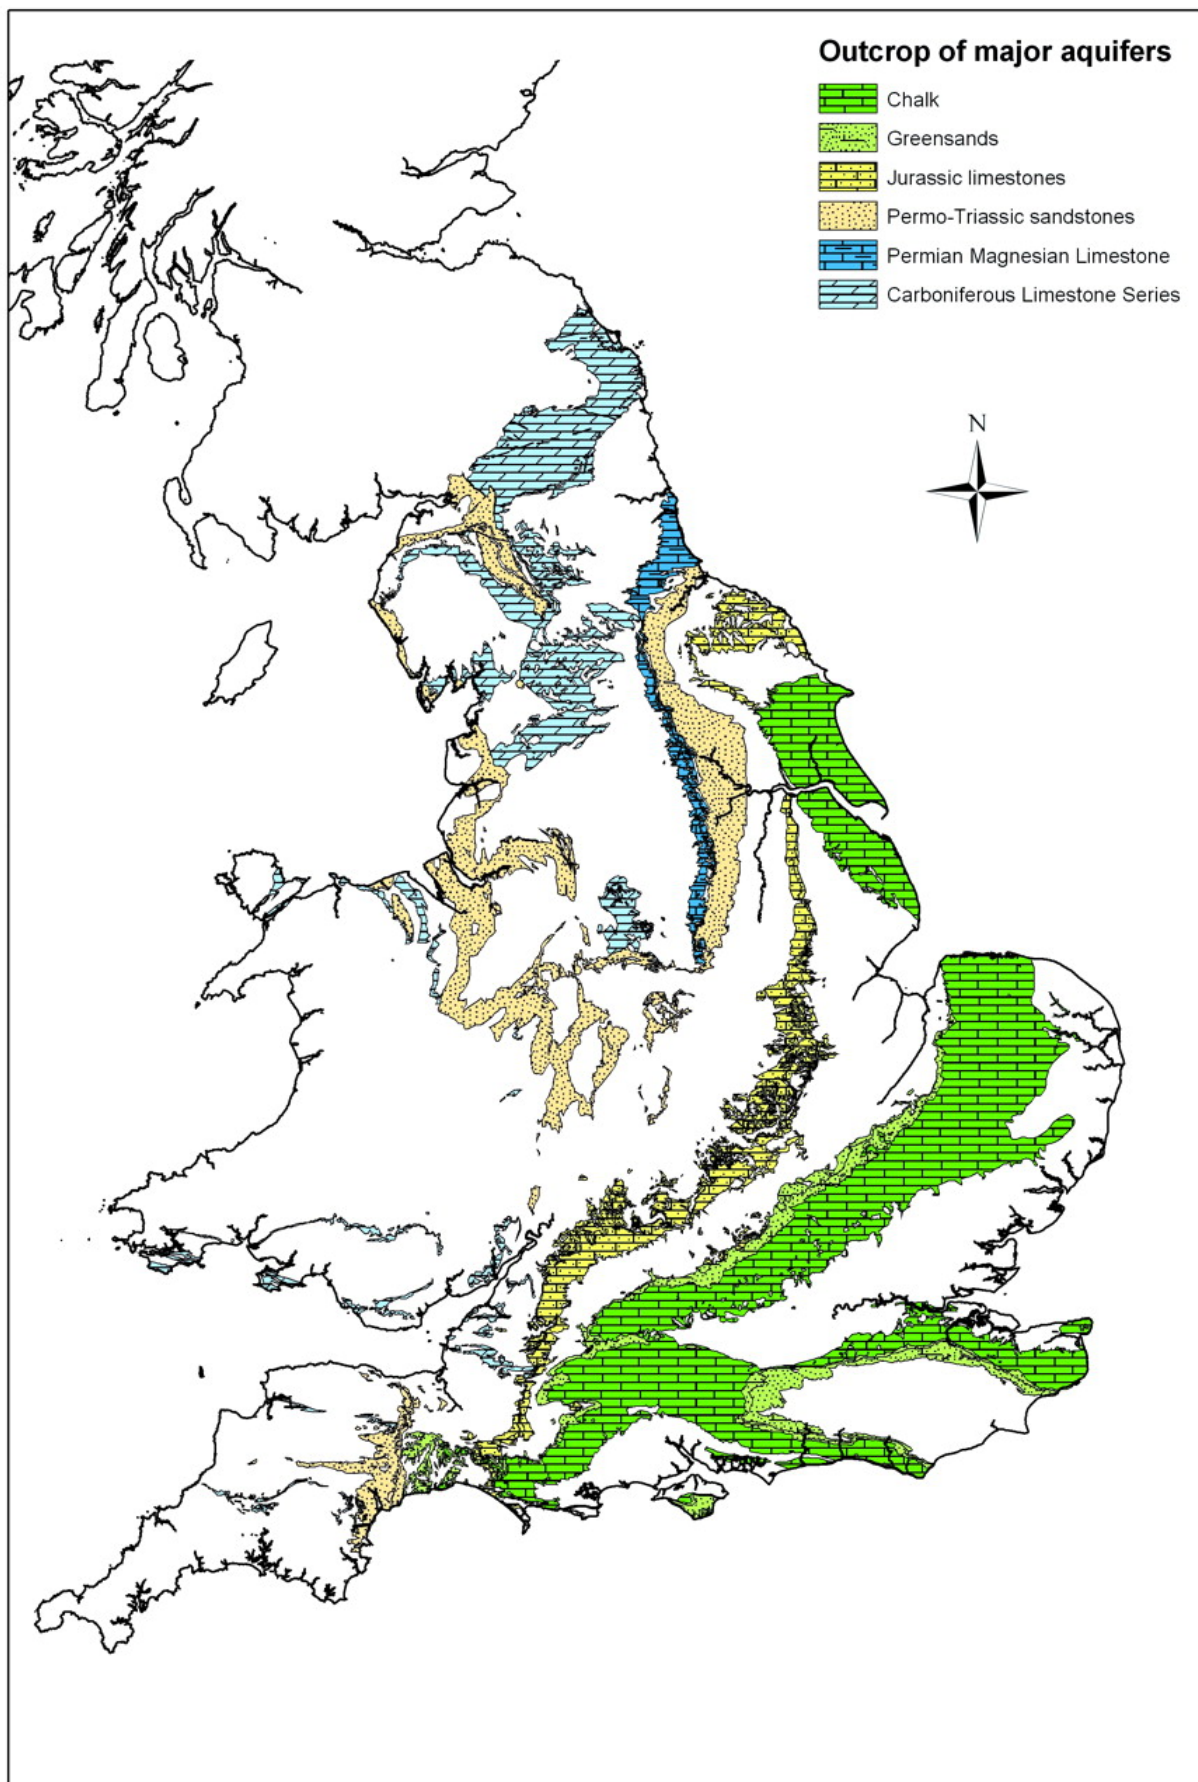 Outcrop of major aquifers
Chalk
Greensands
Jurassic limestones
Permo-Triassic sandstones
Permian Magnesian Limestone
Carboniferous Limestone Series
N